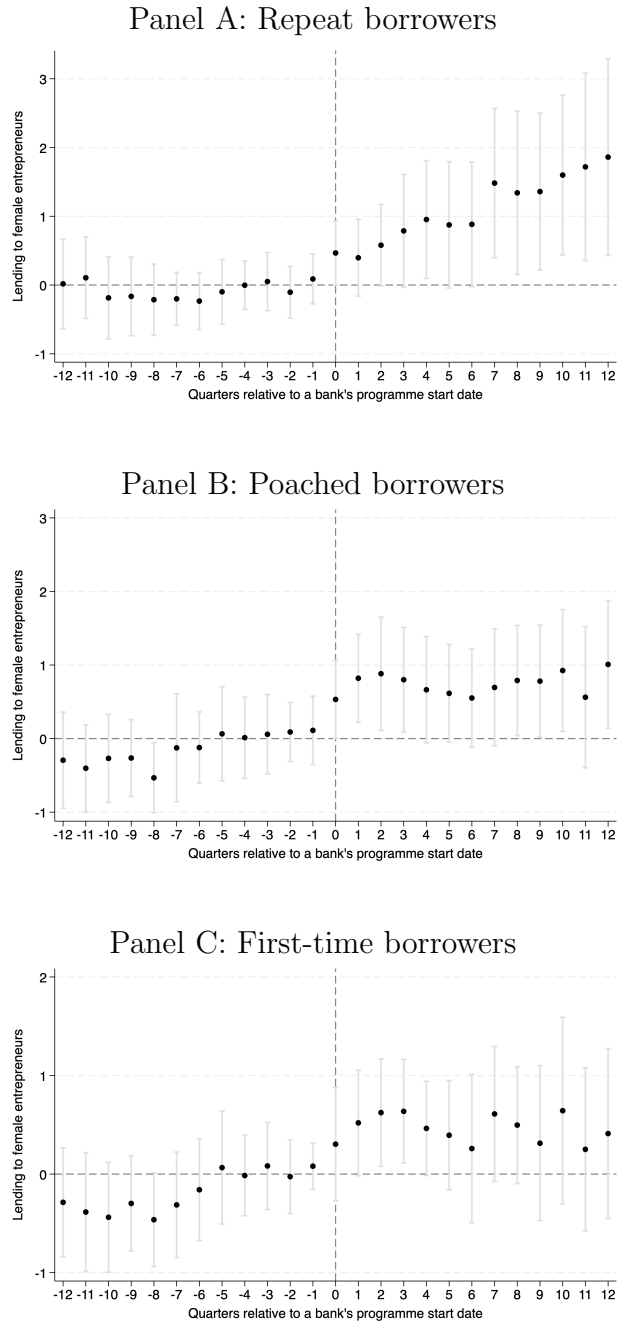 Panel A: Repeat borrowers
Lending to female entrepreneurs
3
2
1
0
-1
-12 -11 -10 -9 -8 -7 -6 -5 -4 -3 -2 -1 0 1 2 3 4 5 6 7 8 9 10 11 12
Quarters relative to a bank's programme start date
Panel B: Poached borrowers
Lending to female entrepreneurs
3
2
1
0
-1
-12 -11 -10 -9 -8 -7 -6 -5 -4 -3 -2 -1 0 1 2 3 4 5 6 7 8 9 10 11 12
Quarters relative to a bank's programme start date
Panel C: First-time borrowers
Lending to female entrepreneurs
2
1
0
-1
-12 -11 -10 -9 -8 -7 -6 -5 -4 -3 -2 -1 0 1 2 3 4 5 6 7 8 9 10 11 12
Quarters relative to a bank's programme start date